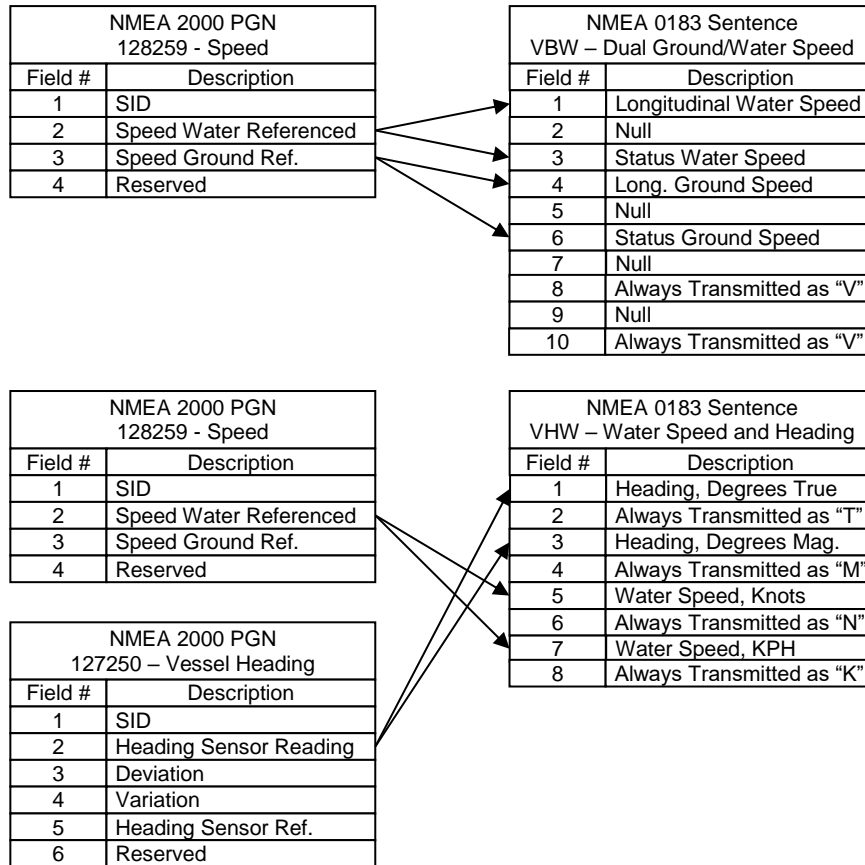 NMEA 2000 PGN
128259 - Speed
Field # Description
1 SID
2 Speed Water Referenced
3 Speed Ground Ref.
4 Reserved
NMEA 0183 Sentence
VBW – Dual Ground/Water Speed
Field # Description
1 Longitudinal Water Speed
2 Null
3 Status Water Speed
4 Long. Ground Speed
5 Null
6 Status Ground Speed
7 Null
8 Always Transmitted as “V”
9 Null
10 Always Transmitted as “V”
NMEA 2000 PGN
128259 - Speed
Field # Description
1 SID
2 Speed Water Referenced
3 Speed Ground Ref.
4 Reserved
NMEA 2000 PGN
127250 – Vessel Heading
Field # Description
1 SID
2 Heading Sensor Reading
3 Deviation
4 Variation
5 Heading Sensor Ref.
6 Reserved
NMEA 0183 Sentence
VHW – Water Speed and Heading
Field # Description
1 Heading, Degrees True
2 Always Transmitted as “T”
3 Heading, Degrees Mag.
4 Always Transmitted as “M”
5 Water Speed, Knots
6 Always Transmitted as “N”
7 Water Speed, KPH
8 Always Transmitted as “K”